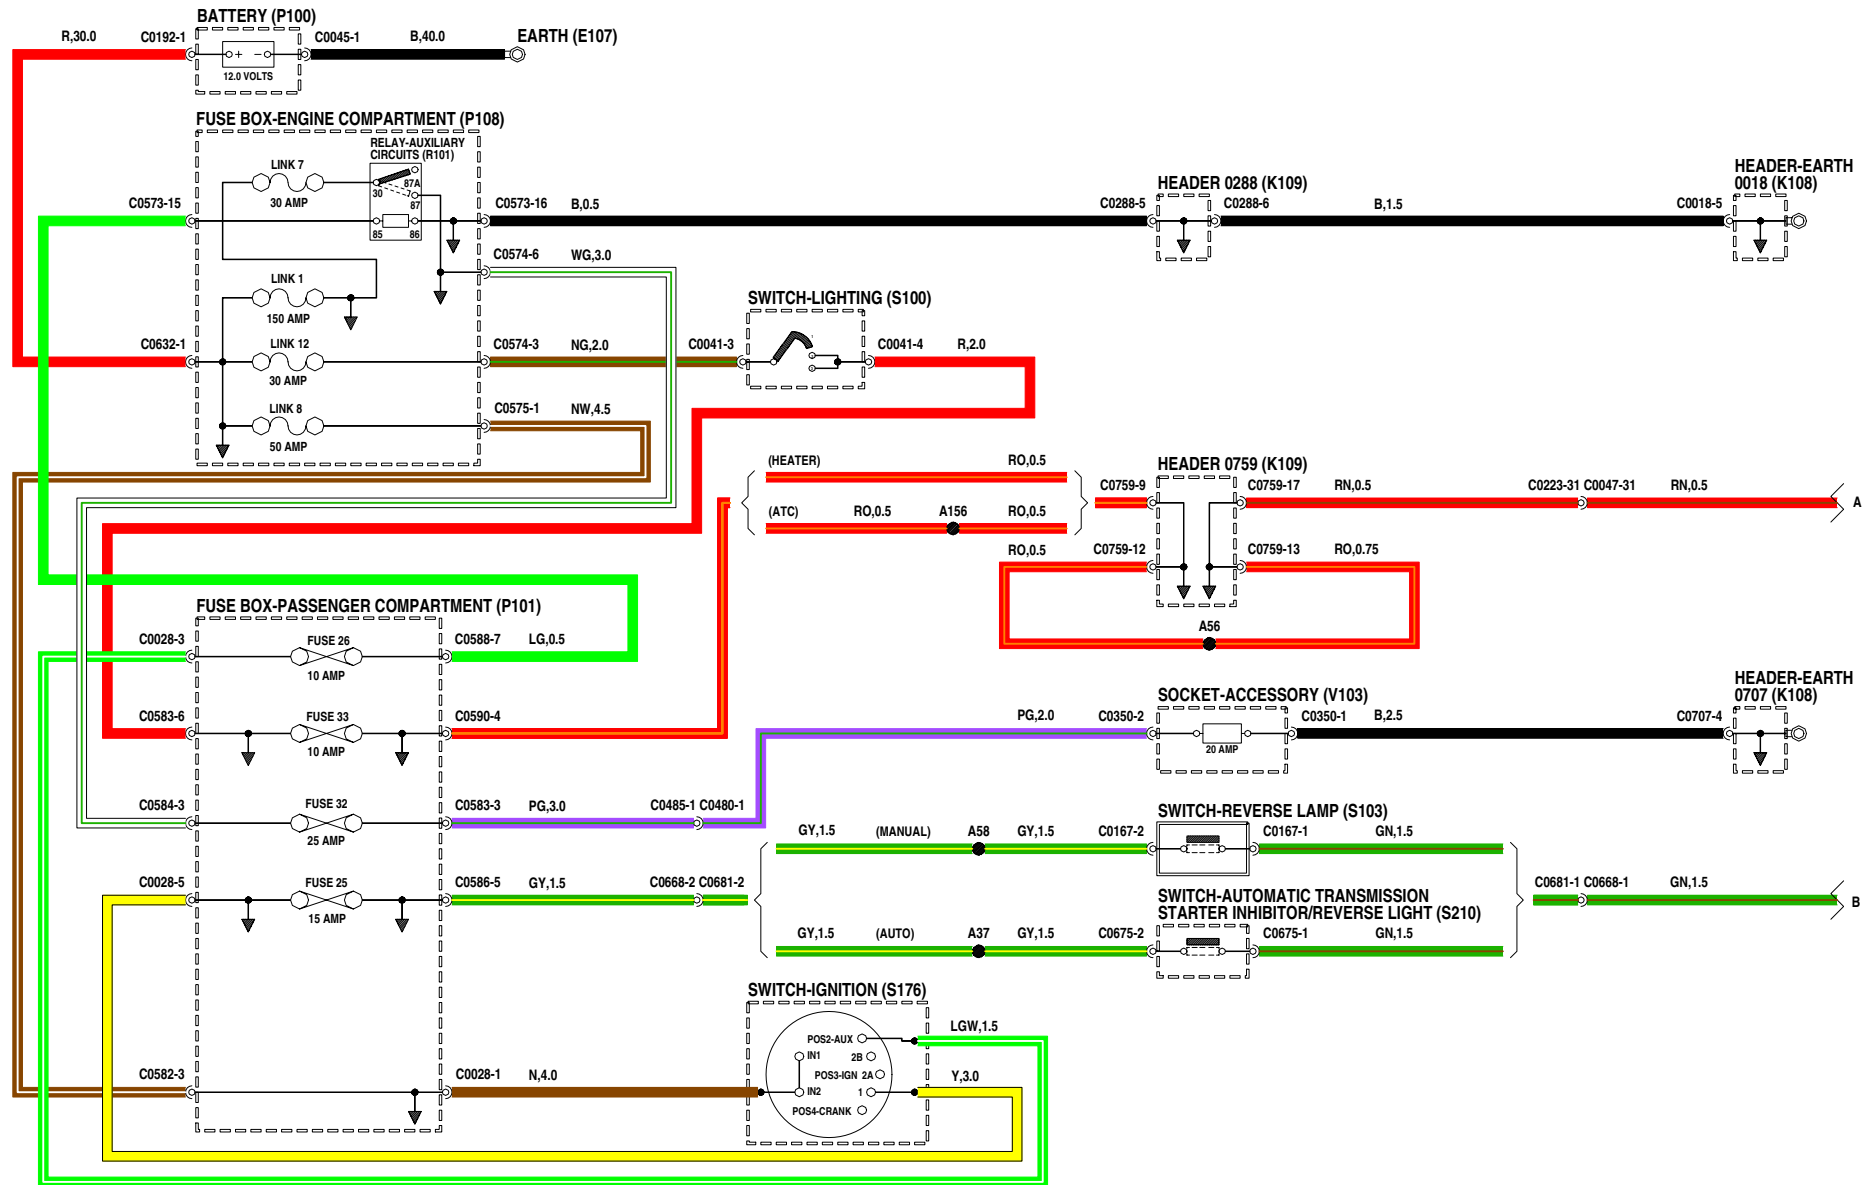 BATTERY (P100)
R,30.0
C0192-1
C0045-1
B,40.0
EARTH (E107)
+ −
12.0 VOLTS
FUSE BOX-ENGINE COMPARTMENT (P108)
RELAY-AUXILIARY
CIRCUITS (R101)
LINK 7
30 AMP
87A
30
87
85
86
C0573-15
C0573-16
B,0.5
C0288-5
HEADER 0288 (K109)
C0288-6
B,1.5
C0018-5
HEADER-EARTH
0018 (K108)
C0574-6
WG,3.0
LINK 1
150 AMP
SWITCH-LIGHTING (S100)
C0632-1
LINK 12
30 AMP
C0574-3
NG,2.0
C0041-3
C0041-4
R,2.0
LINK 8
50 AMP
C0575-1
NW,4.5
(HEATER)
RO,0.5
(ATC)
RO,0.5
A156
RO,0.5
HEADER 0759 (K109)
C0759-9
C0759-17
RN,0.5
C0223-31 C0047-31
RN,0.5
A
RO,0.5
C0759-12
C0759-13
RO,0.75
A56
FUSE BOX-PASSENGER COMPARTMENT (P101)
C0028-3
FUSE 26
10 AMP
C0588-7
LG,0.5
C0583-6
FUSE 33
10 AMP
C0590-4
PG,2.0
C0350-2
SOCKET-ACCESSORY (V103)
20 AMP
C0350-1
B,2.5
C0707-4
HEADER-EARTH
0707 (K108)
C0584-3
FUSE 32
25 AMP
C0583-3
PG,3.0
C0485-1 C0480-1
GY,1.5
(MANUAL)
A58
GY,1.5
C0167-2
SWITCH-REVERSE LAMP (S103)
C0167-1
GN,1.5
C0028-5
FUSE 25
15 AMP
C0586-5
GY,1.5
C0668-2 C0681-2
GY,1.5
(AUTO)
A37
GY,1.5
C0675-2
SWITCH-AUTOMATIC TRANSMISSION
STARTER INHIBITOR/REVERSE LIGHT (S210)
C0675-1
GN,1.5
C0681-1 C0668-1
GN,1.5
B
SWITCH-IGNITION (S176)
POS2-AUX
LGW,1.5
IN1
2B
POS3-IGN 2A
IN2
1
POS4-CRANK
Y,3.0
C0582-3
C0028-1
N,4.0